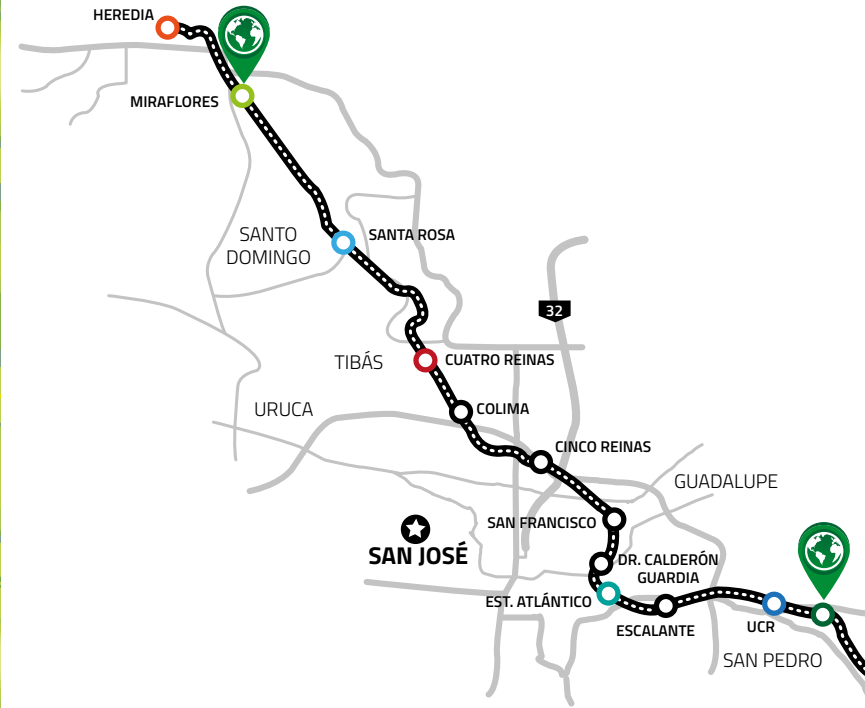 HEREDIA
MIRAFLORES
SANTO
DOMINGO
SANTA ROSA
32
TIBÁS
CUATRO REINAS
URUCA
COLIMA
CINCO REINAS
GUADALUPE
SAN FRANCISCO
SAN JOSÉ
DR. CALDERÓN
GUARDIA
EST. ATLÁNTICO
ESCALANTE
UCR
SAN PEDRO